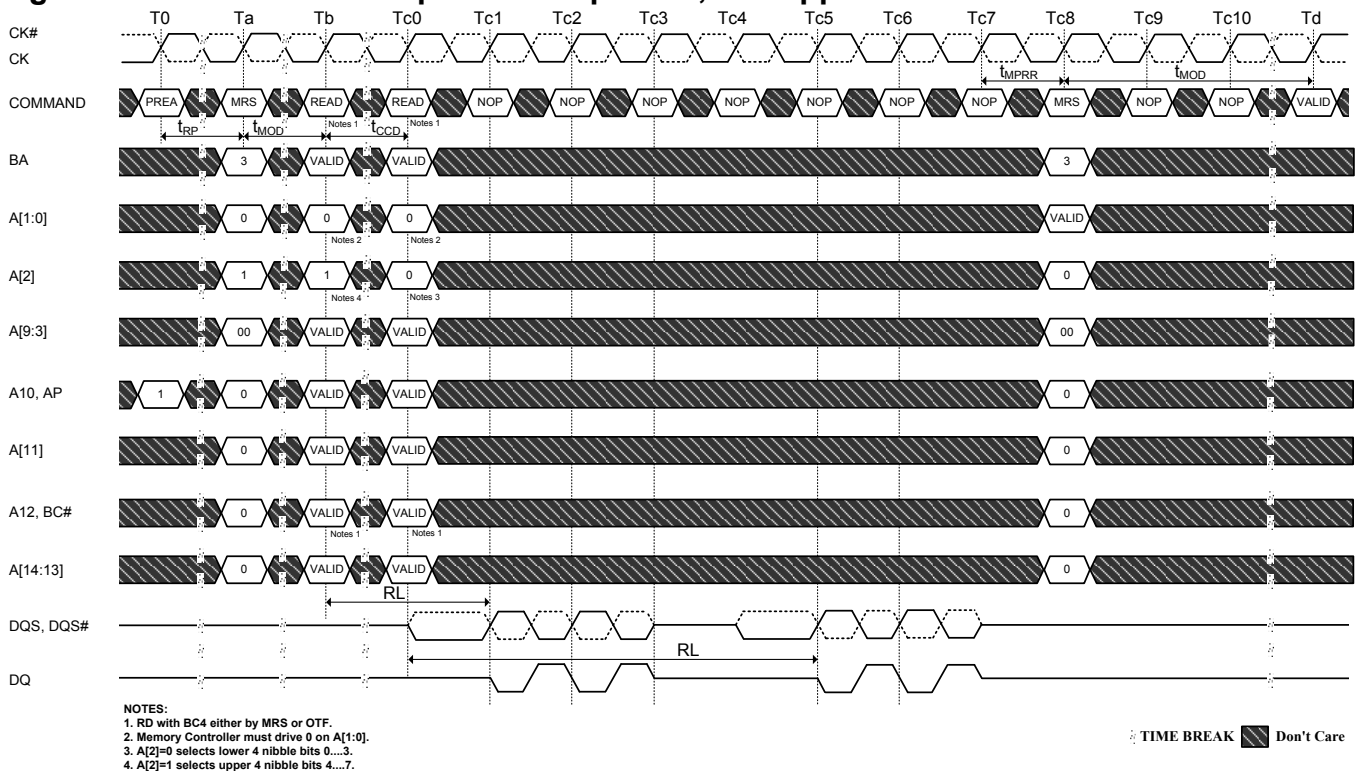 T0 Ta Tb Tc0 Tc1 Tc2 Tc3 Tc4 Tc5 Tc6 Tc7 Tc8 Tc9 Tc10 Td
CK#
CK
tMPRR tMOD
COMMAND PREA MRS READ READ NOP NOP NOP NOP NOP NOP NOP MRS NOP NOP VALID
Notes 1 Notes 1
tRP tMOD tCCD
BA 3 VALID VALID 3
A[1:0] 0 0 0 VALID
Notes 2 Notes 2
A[2] 1 1 0 0
Notes 4 Notes 3
A[9:3] 00 VALID VALID 00
A10, AP 1 0 VALID VALID 0
A[11] 0 VALID VALID 0
A12, BC# 0 VALID VALID 0
Notes 1 Notes 1
A[14:13] 0 VALID VALID 0
RL
DQS, DQS#
RL
DQ
NOTES:
1. RD with BC4 either by MRS or OTF.
2. Memory Controller must drive 0 on A[1:0].
3. A[2]=0 selects lower 4 nibble bits 0....3.
4. A[2]=1 selects upper 4 nibble bits 4....7.
TIME BREAK Don't Care